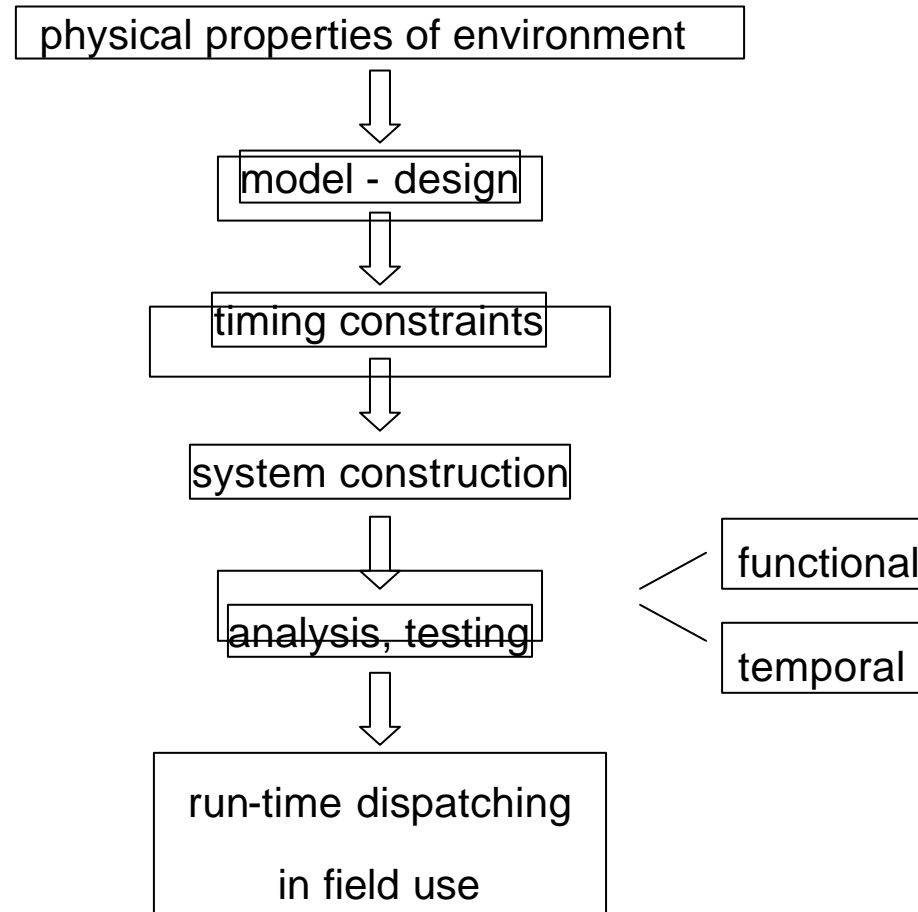 physical properties of environment
model - design
timing constraints
system construction
functional
analysis, testing
temporal
run-time dispatching
in field use